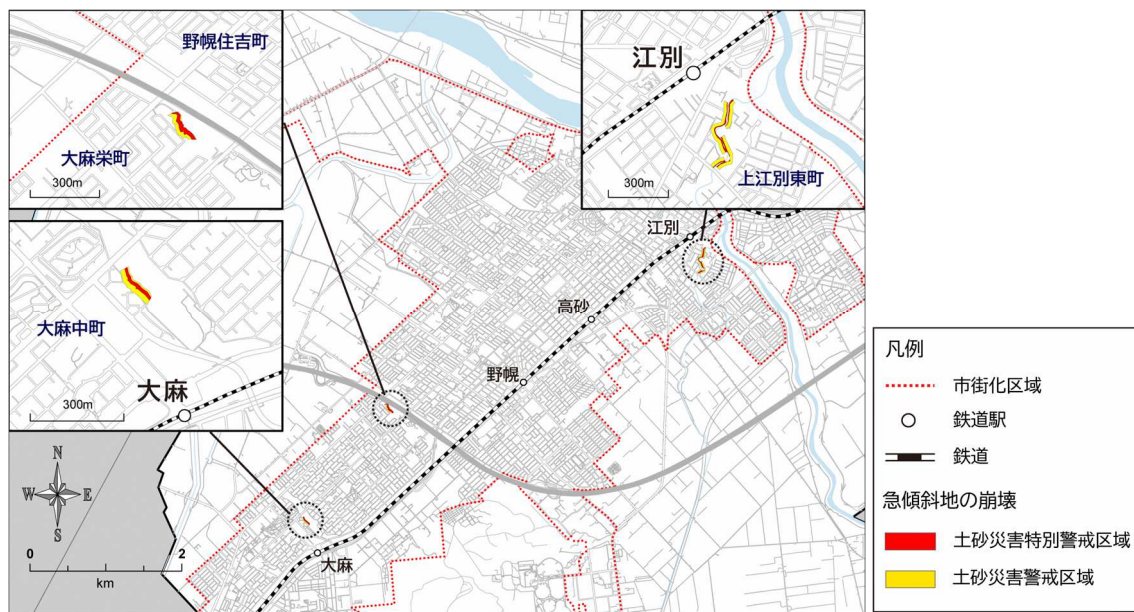 野幌住吉町
大麻栄町
300m
江別
上江別東町
300m
大麻中町
大麻
300m
江別
高砂
野幌
大麻
N
W
E
S
0
2
km
凡例
市街化区域
鉄道駅
鉄道
急傾斜地の崩壊
土砂災害特別警戒区域
土砂災害警戒区域